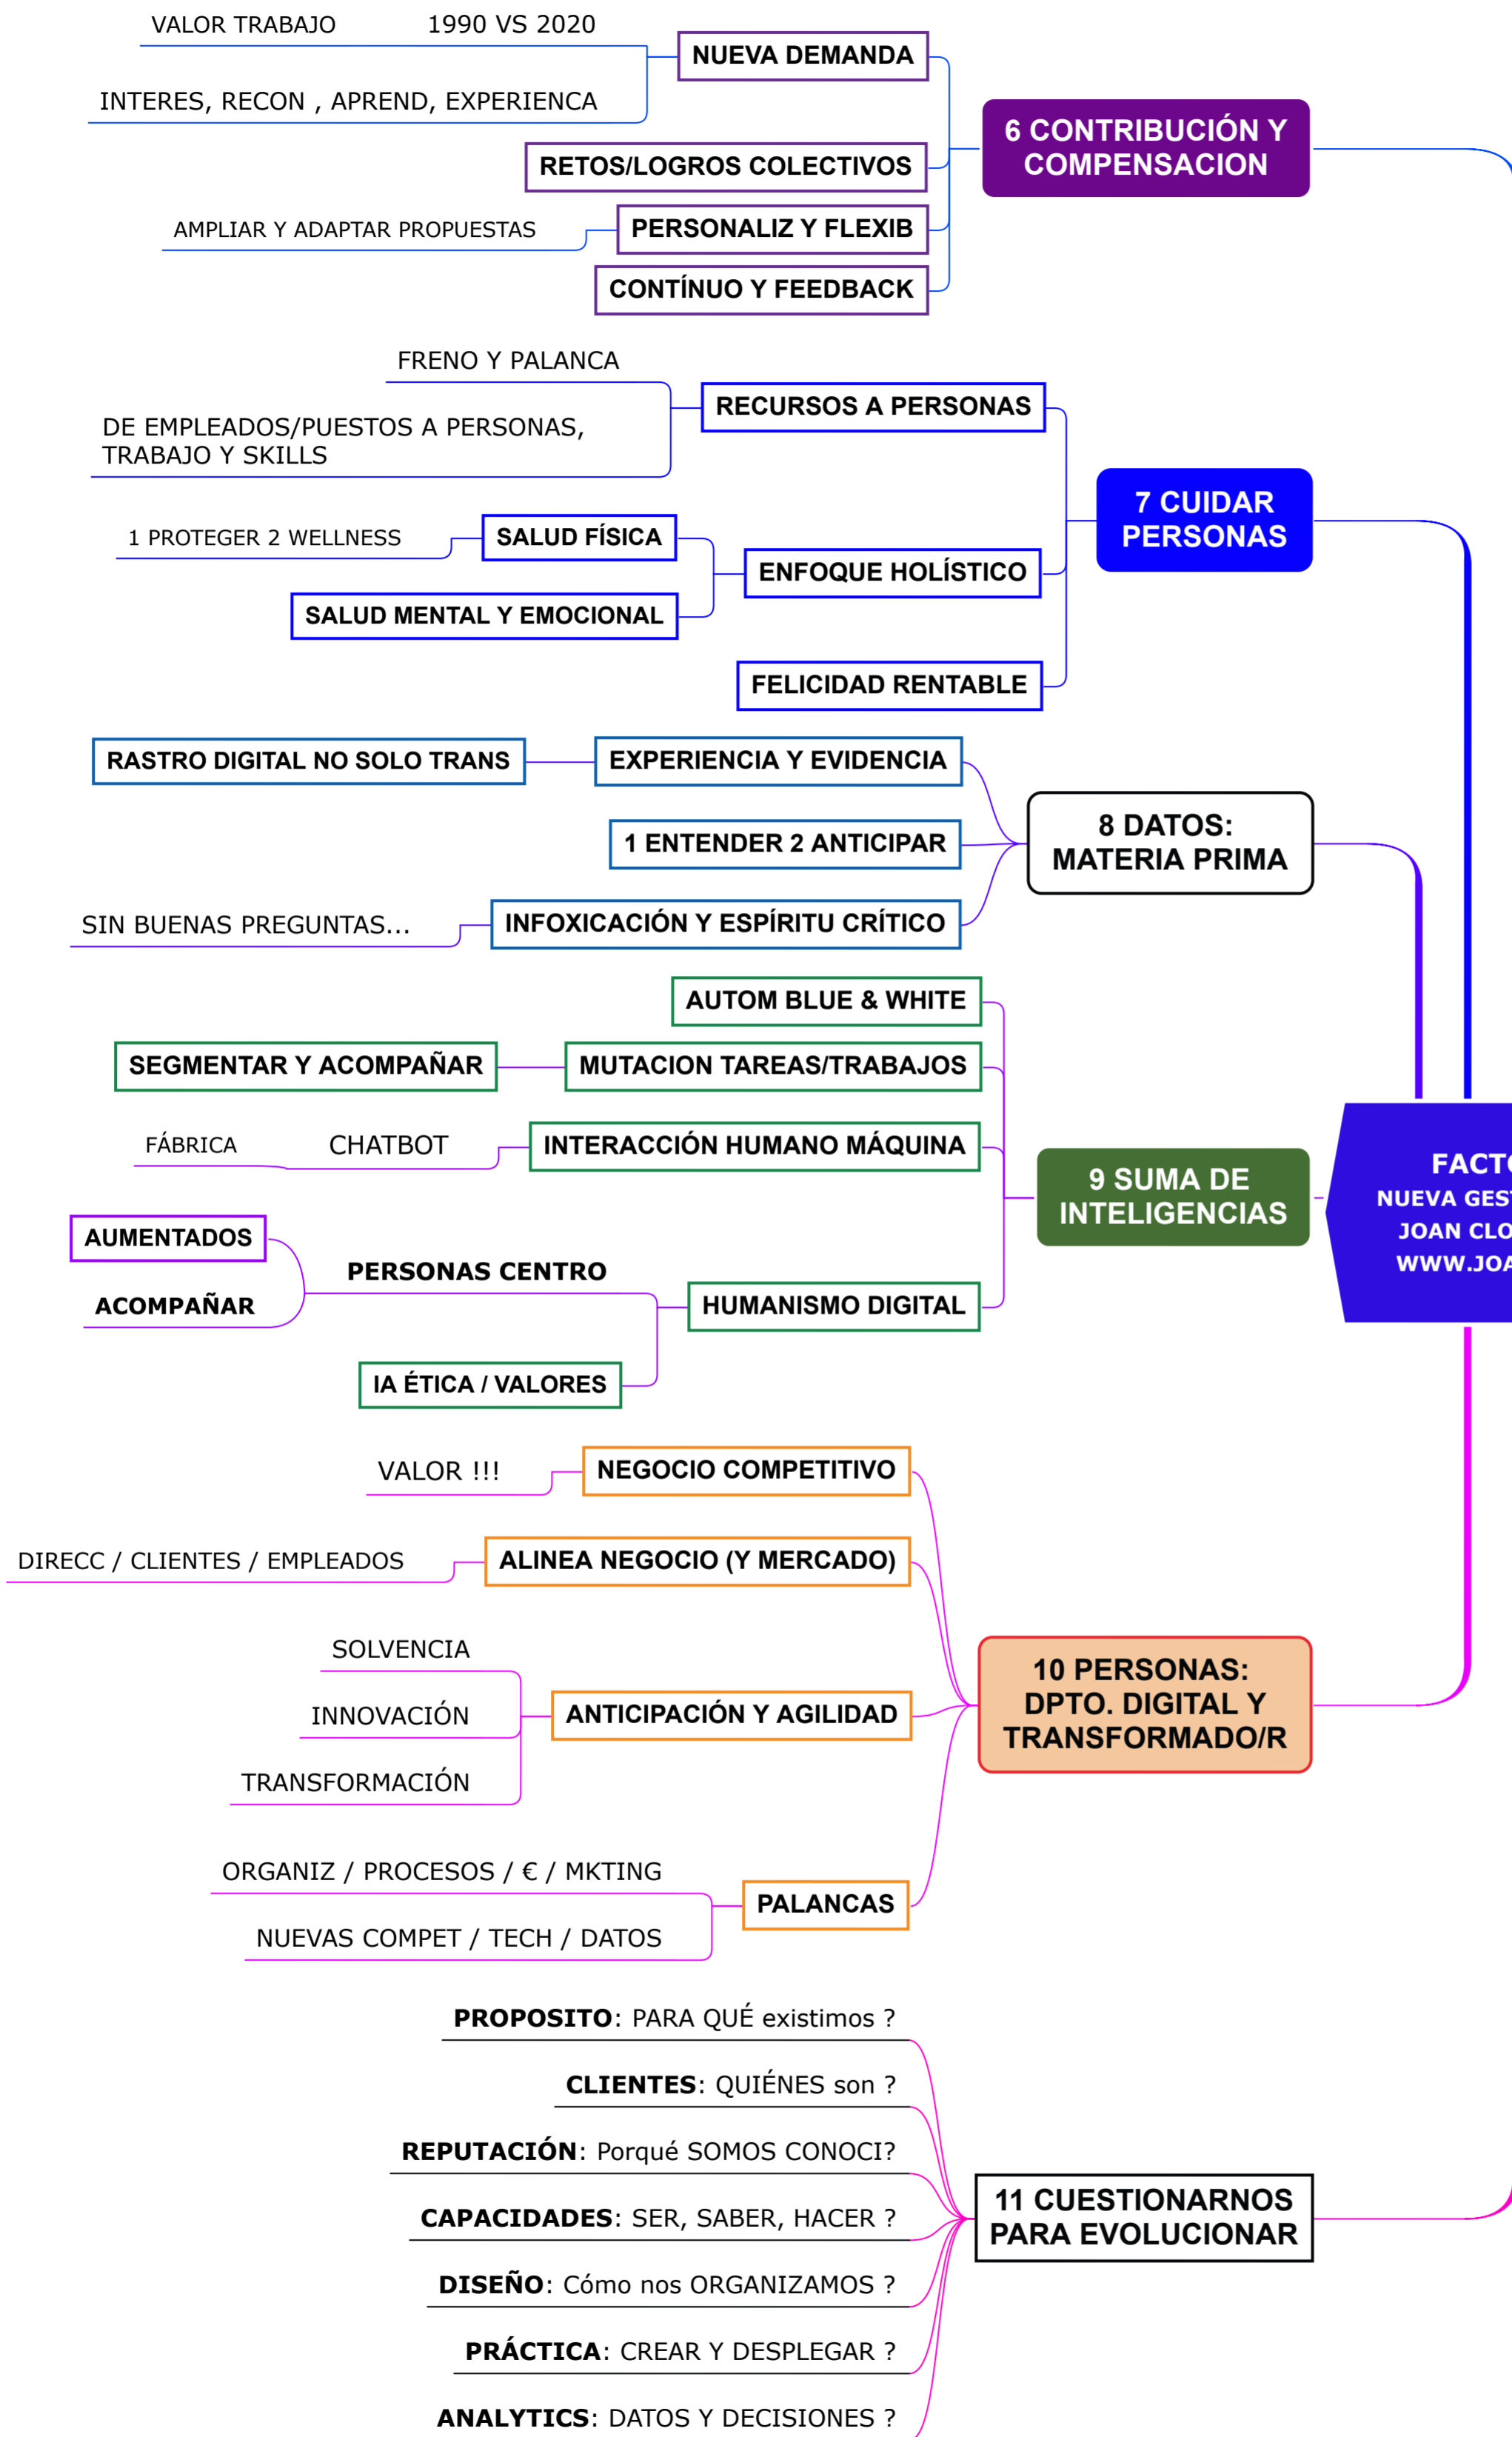 VALOR TRABAJO 1990 VS 2020
INTERES, RECON , APREND, EXPERIENCA
NUEVA DEMANDA
RETOS/LOGROS COLECTIVOS
AMPLIAR Y ADAPTAR PROPUESTAS
PERSONALIZ Y FLEXIB
CONTÍNUO Y FEEDBACK
6 CONTRIBUCIÓN Y
COMPENSACION
FRENO Y PALANCA
DE EMPLEADOS/PUESTOS A PERSONAS,
TRABAJO Y SKILLS
RECURSOS A PERSONAS
1 PROTEGER 2 WELLNESS
SALUD FÍSICA
SALUD MENTAL Y EMOCIONAL
ENFOQUE HOLÍSTICO
FELICIDAD RENTABLE
7 CUIDAR
PERSONAS
RASTRO DIGITAL NO SOLO TRANS
EXPERIENCIA Y EVIDENCIA
1 ENTENDER 2 ANTICIPAR
SIN BUENAS PREGUNTAS...
INFOXICACIÓN Y ESPÍRITU CRÍTICO
8 DATOS:
MATERIA PRIMA
AUTOM BLUE & WHITE
SEGMENTAR Y ACOMPAÑAR
MUTACION TAREAS/TRABAJOS
FÁBRICA
CHATBOT
INTERACCIÓN HUMANO MÁQUINA
AUMENTADOS
ACOMPAÑAR
PERSONAS CENTRO
IA ÉTICA / VALORES
HUMANISMO DIGITAL
9 SUMA DE
INTELIGENCIAS
FACTO
NUEVA GES
JOAN CLO
WWW.JOA
VALOR !!!
NEGOCIO COMPETITIVO
DIRECC / CLIENTES / EMPLEADOS
ALINEA NEGOCIO (Y MERCADO)
SOLVENCIA
INNOVACIÓN
TRANSFORMACIÓN
ANTICIPACIÓN Y AGILIDAD
ORGANIZ / PROCESOS / € / MKTING
NUEVAS COMPET / TECH / DATOS
PALANCAS
10 PERSONAS:
DPTO. DIGITAL Y
TRANSFORMADO/R
PROPOSITO: PARA QUÉ existimos ?
CLIENTES: QUIÉNES son ?
REPUTACIÓN: Porqué SOMOS CONOCI?
CAPACIDADES: SER, SABER, HACER ?
DISEÑO: Cómo nos ORGANIZAMOS ?
PRÁCTICA: CREAR Y DESPLEGAR ?
ANALYTICS: DATOS Y DECISIONES ?
11 CUESTIONARNOS
PARA EVOLUCIONAR